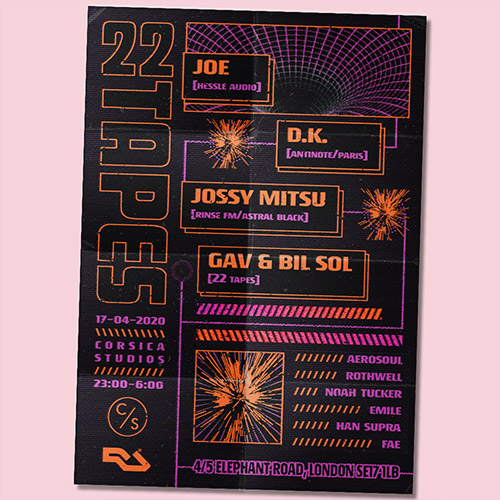 22 TAPES
JOE
[HESSLE AUDIO]
D.K.
[ANTINOTE/PARIS]
JOSSY MITSU
[RINSE FM/ASTRAL BLACK]
GAV & BIL SOL
[22 TAPES]
17-04-2020
CORSICA
STUDIOS
23:00-6:00
C/S
AEROSOUL
ROTHWELL
NOAH TUCKER
EMILE
HAN SUPRA
FAE
4/5 ELEPHANT ROAD, LONDON SE17 1LB